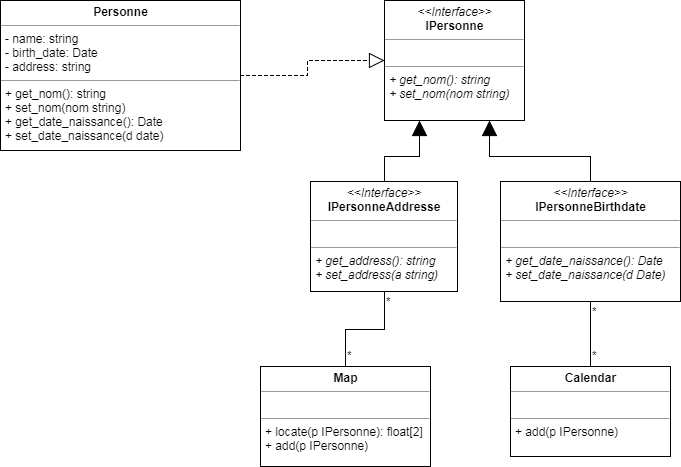 Personne
- name: string
- birth_date: Date
- address: string
+ get_nom(): string
+ set_nom(nom string)
+ get_date_naissance(): Date
+ set_date_naissance(d date)
<<Interface>>
IPersonne
+ get_nom(): string
+ set_nom(nom string)
<<Interface>>
IPersonneAddresse
+ get_address(): string
+ set_address(a string)
<<Interface>>
IPersonneBirthdate
+ get_date_naissance(): Date
+ set_date_naissance(d Date)
*
*
*
*
Map
+ locate(p IPersonne): float[2]
+ add(p IPersonne)
Calendar
+ add(p IPersonne)